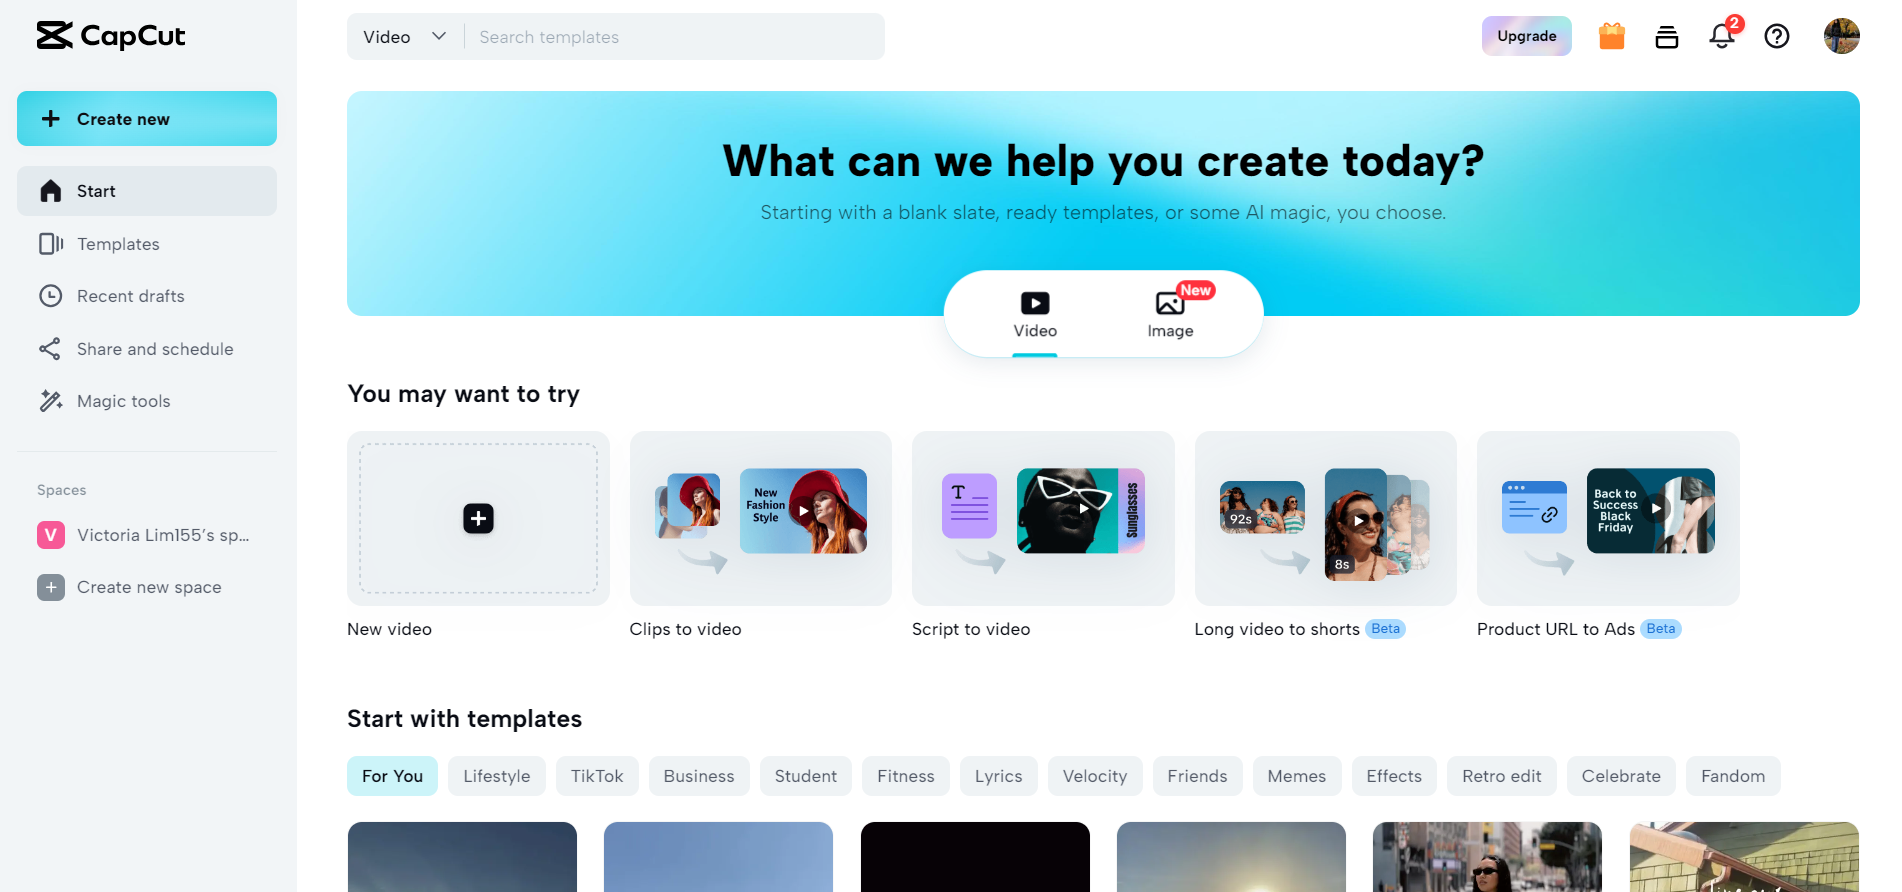 CapCut
Video
Search templates
Upgrade
2
Create new
Start
Templates
Recent drafts
Share and schedule
Magic tools
Spaces
V
Victoria Lim155's sp...
Create new space
What can we help you create today?
Starting with a blank slate, ready templates, or some AI magic, you choose.
Video
Image
New
You may want to try
New
Fashion
Style
T
Sunglasses
92s
8s
Back to
Success
Black
Friday
New video
Clips to video
Script to video
Long video to shorts Beta
Product URL to Ads Beta
Start with templates
For You
Lifestyle
TikTok
Business
Student
Fitness
Lyrics
Velocity
Friends
Memes
Effects
Retro edit
Celebrate
Fandom